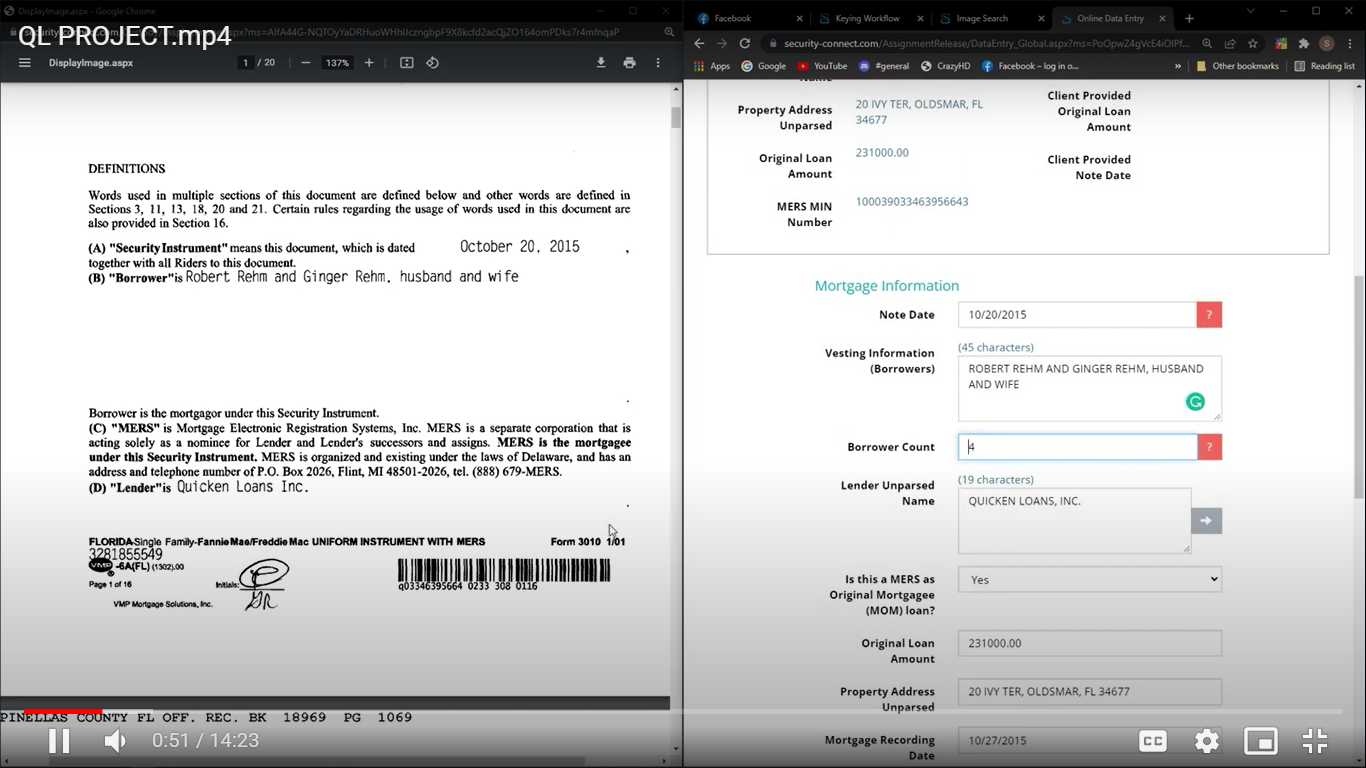 DisplayImage.aspx - Google Chrome
QL PROJECT.mp4
DisplayImage.aspx
1 / 20
137%
DEFINITIONS
Words used in multiple sections of this document are defined below and other words are defined in
Sections 3, 11, 13, 18, 20 and 21. Certain rules regarding the usage of words used in this document are
also provided in Section 16.
(A) "Security Instrument" means this document, which is dated October 20, 2015 ,
together with all Riders to this document.
(B) "Borrower" is Robert Rehm and Ginger Rehm, husband and wife
.
Borrower is the mortgagor under this Security Instrument.
(C) "MERS" is Mortgage Electronic Registration Systems, Inc. MERS is a separate corporation that is
acting solely as a nominee for Lender and Lender's successors and assigns. MERS is the mortgagee
under this Security Instrument. MERS is organized and existing under the laws of Delaware, and has an
address and telephone number of P.O. Box 2026, Flint, MI 48501-2026, tel. (888) 679-MERS.
(D) "Lender" is Quicken Loans Inc.
.
FLORIDA-Single Family-Fannie Mae/Freddie Mac UNIFORM INSTRUMENT WITH MERS Form 3010 1/01
3281855549
VMP -6A(FL) (1302).00
Page 1 of 16 Initials: GR
q03346395664 0233 308 0116
VMP Mortgage Solutions, Inc.
PINELLAS COUNTY FL OFF. REC. BK 18969 PG 1069
0:51 / 14:23
Facebook
Keying Workflow
Image Search
Online Data Entry
security-connect.com/AssignmentRelease/DataEntry_Global.aspx?ms=PoOpwZ4gVcE4iOlPf...
S
Apps Google YouTube #general CrazyHD Facebook – log in o... » Other bookmarks Reading list
Name
Property Address Unparsed
20 IVY TER, OLDSMAR, FL
34677
Client Provided
Original Loan
Amount
Original Loan
Amount
231000.00
Client Provided
Note Date
MERS MIN
Number
100039033463956643
Mortgage Information
Note Date
10/20/2015
?
Vesting Information
(Borrowers)
(45 characters)
ROBERT REHM AND GINGER REHM, HUSBAND
AND WIFE
Borrower Count
4
?
Lender Unparsed
Name
(19 characters)
QUICKEN LOANS, INC.
Is this a MERS as
Original Mortgagee
(MOM) loan?
Yes
Original Loan
Amount
231000.00
Property Address
Unparsed
20 IVY TER, OLDSMAR, FL 34677
Mortgage Recording
Date
10/27/2015
CC